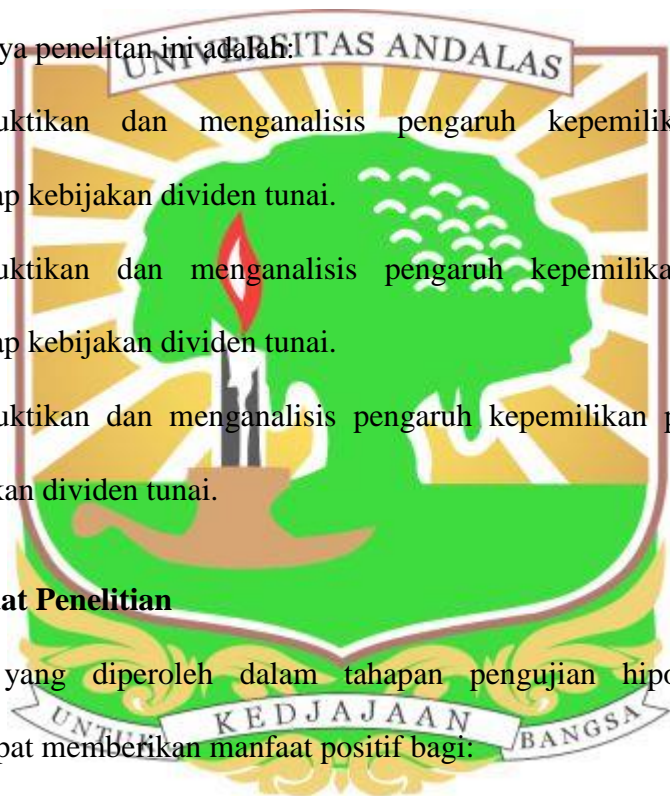 ya penelitan ini adalah:
UNIVERSITAS ANDALAS
uktikan dan menganalisis pengaruh kepemilik
ap kebijakan dividen tunai.
uktikan dan menganalisis pengaruh kepemilika
ap kebijakan dividen tunai.
uktikan dan menganalisis pengaruh kepemilikan p
kan dividen tunai.
at Penelitian
yang diperoleh dalam tahapan pengujian hipo
UNTUK KEDJAJAAN BANGSA
pat memberikan manfaat positif bagi: